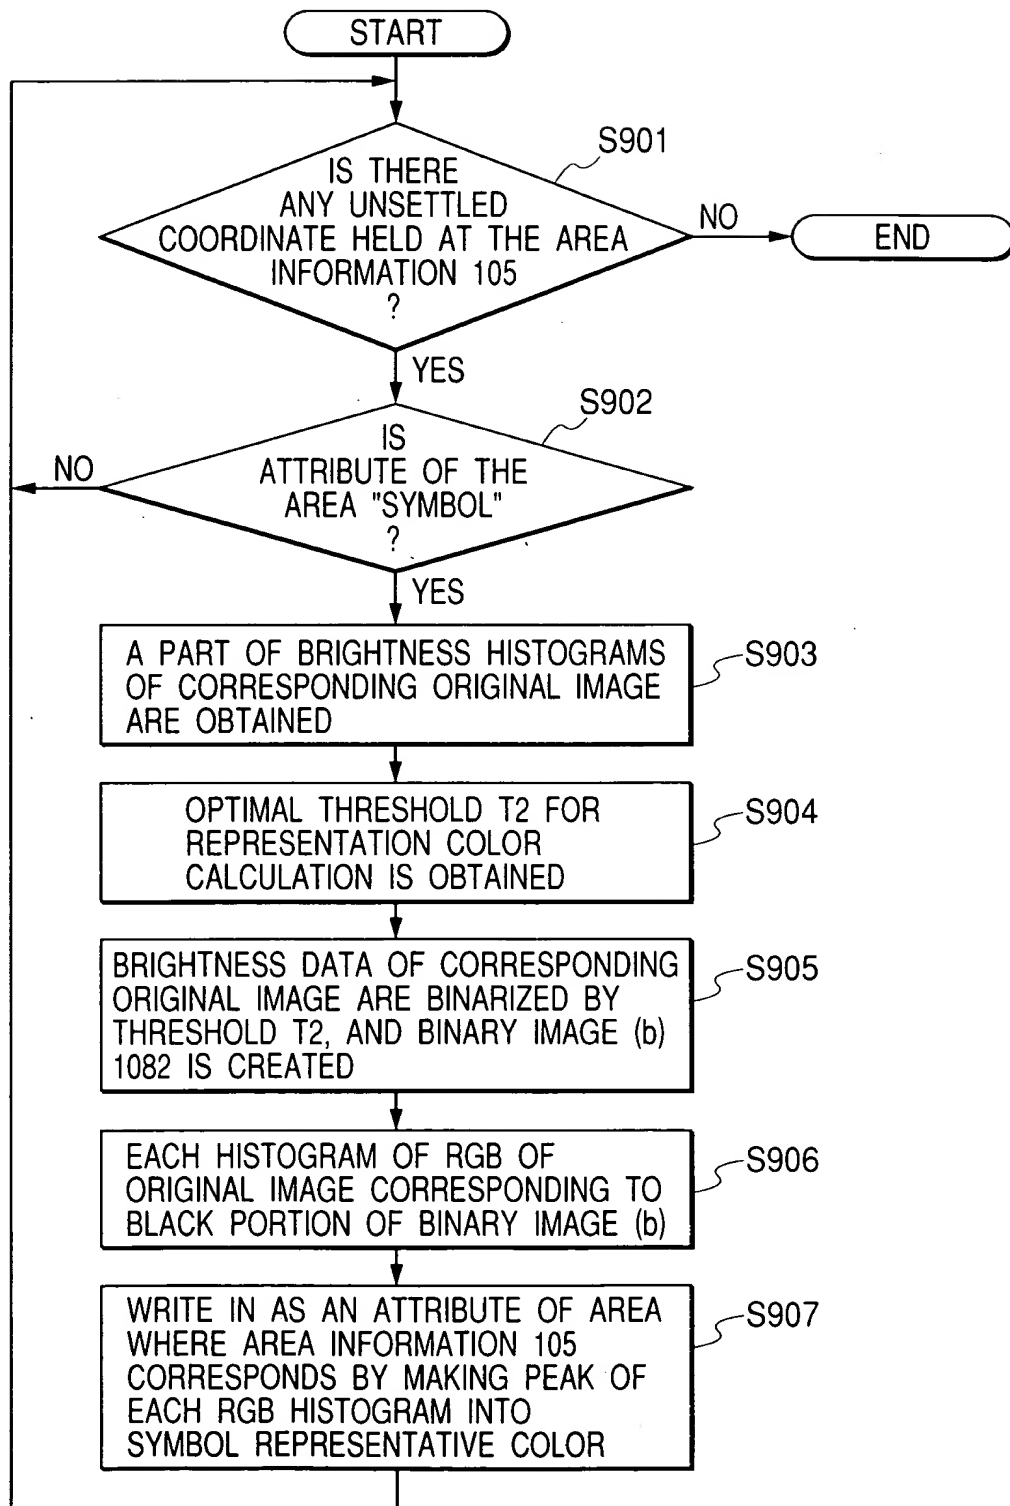 START
S901
IS THERE
ANY UNSETTLED
COORDINATE HELD AT THE AREA
INFORMATION 105
?
NO
END
YES
S902
IS
ATTRIBUTE OF THE
AREA "SYMBOL"
?
NO
YES
A PART OF BRIGHTNESS HISTOGRAMS
OF CORRESPONDING ORIGINAL IMAGE
ARE OBTAINED
S903
OPTIMAL THRESHOLD T2 FOR
REPRESENTATION COLOR
CALCULATION IS OBTAINED
S904
BRIGHTNESS DATA OF CORRESPONDING
ORIGINAL IMAGE ARE BINARIZED BY
THRESHOLD T2, AND BINARY IMAGE (b)
1082 IS CREATED
S905
EACH HISTOGRAM OF RGB OF
ORIGINAL IMAGE CORRESPONDING TO
BLACK PORTION OF BINARY IMAGE (b)
S906
WRITE IN AS AN ATTRIBUTE OF AREA
WHERE AREA INFORMATION 105
CORRESPONDS BY MAKING PEAK OF
EACH RGB HISTOGRAM INTO
SYMBOL REPRESENTATIVE COLOR
S907